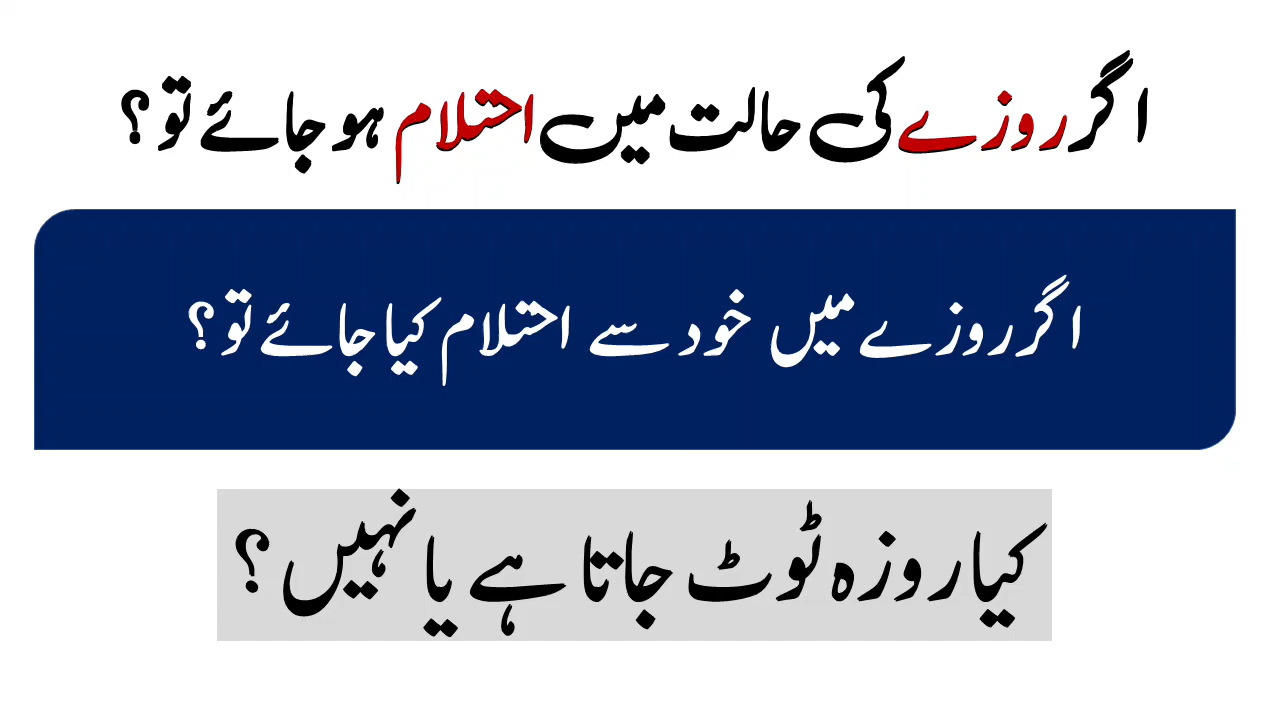 اگر روزے کی حالت میں احتلام ہو جائے تو؟
اگر روزے میں خود سے احتلام کیا جائے تو؟
کیا روزہ ٹوٹ جاتا ہے یا نہیں؟